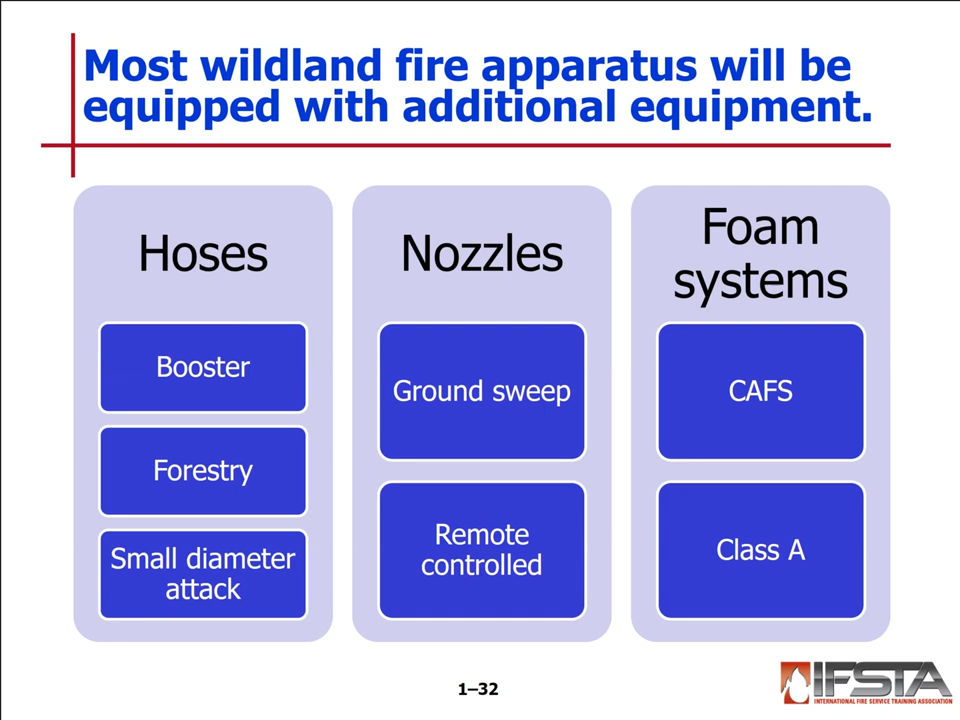 Most wildland fire apparatus will be
equipped with additional equipment.
Hoses
Booster
Forestry
Small diameter
attack
Nozzles
Ground sweep
Remote
controlled
Foam
systems
CAFS
Class A
1–32
IFSTA
INTERNATIONAL FIRE SERVICE TRAINING ASSOCIATION